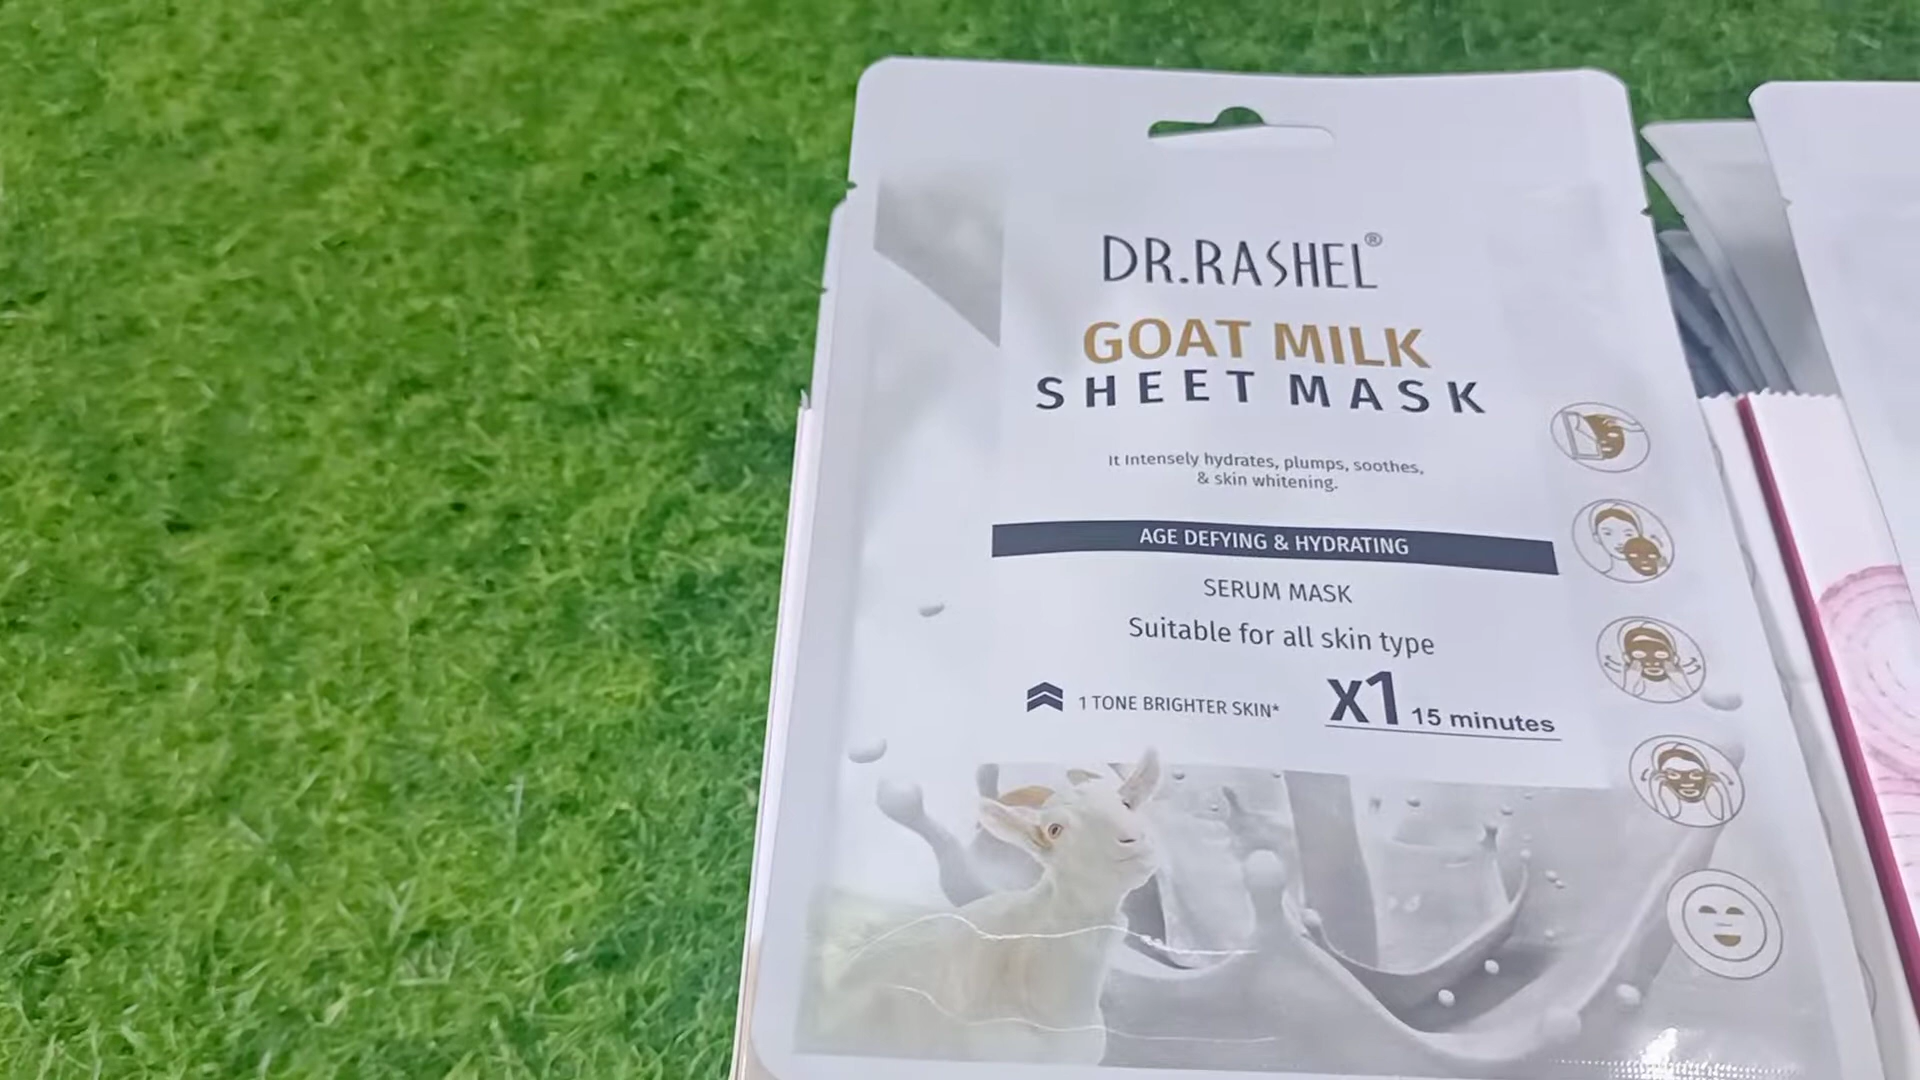 DR.RASHEL®
GOAT MILK
SHEET MASK
It Intensely hydrates, plumps, soothes,
& skin whitening.
AGE DEFYING & HYDRATING
SERUM MASK
Suitable for all skin type
1 TONE BRIGHTER SKIN*
X1 15 minutes